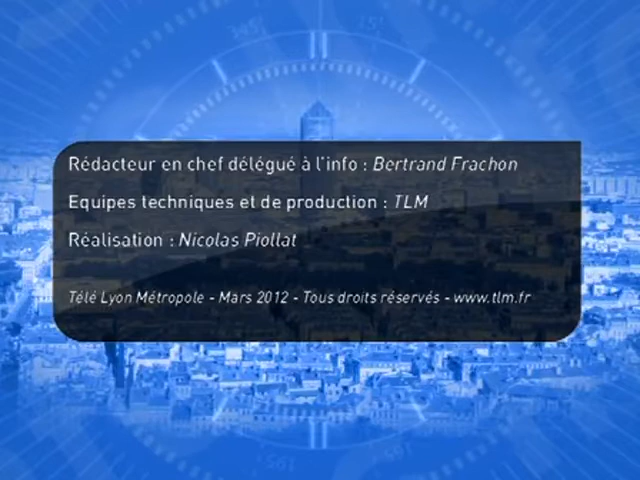 Rédacteur en chef délégué à l'info : Bertrand Frachon
Equipes techniques et de production : TLM
Réalisation : Nicolas Piollat
Télé Lyon Métropole - Mars 2012 - Tous droits réservés - www.tlm.fr